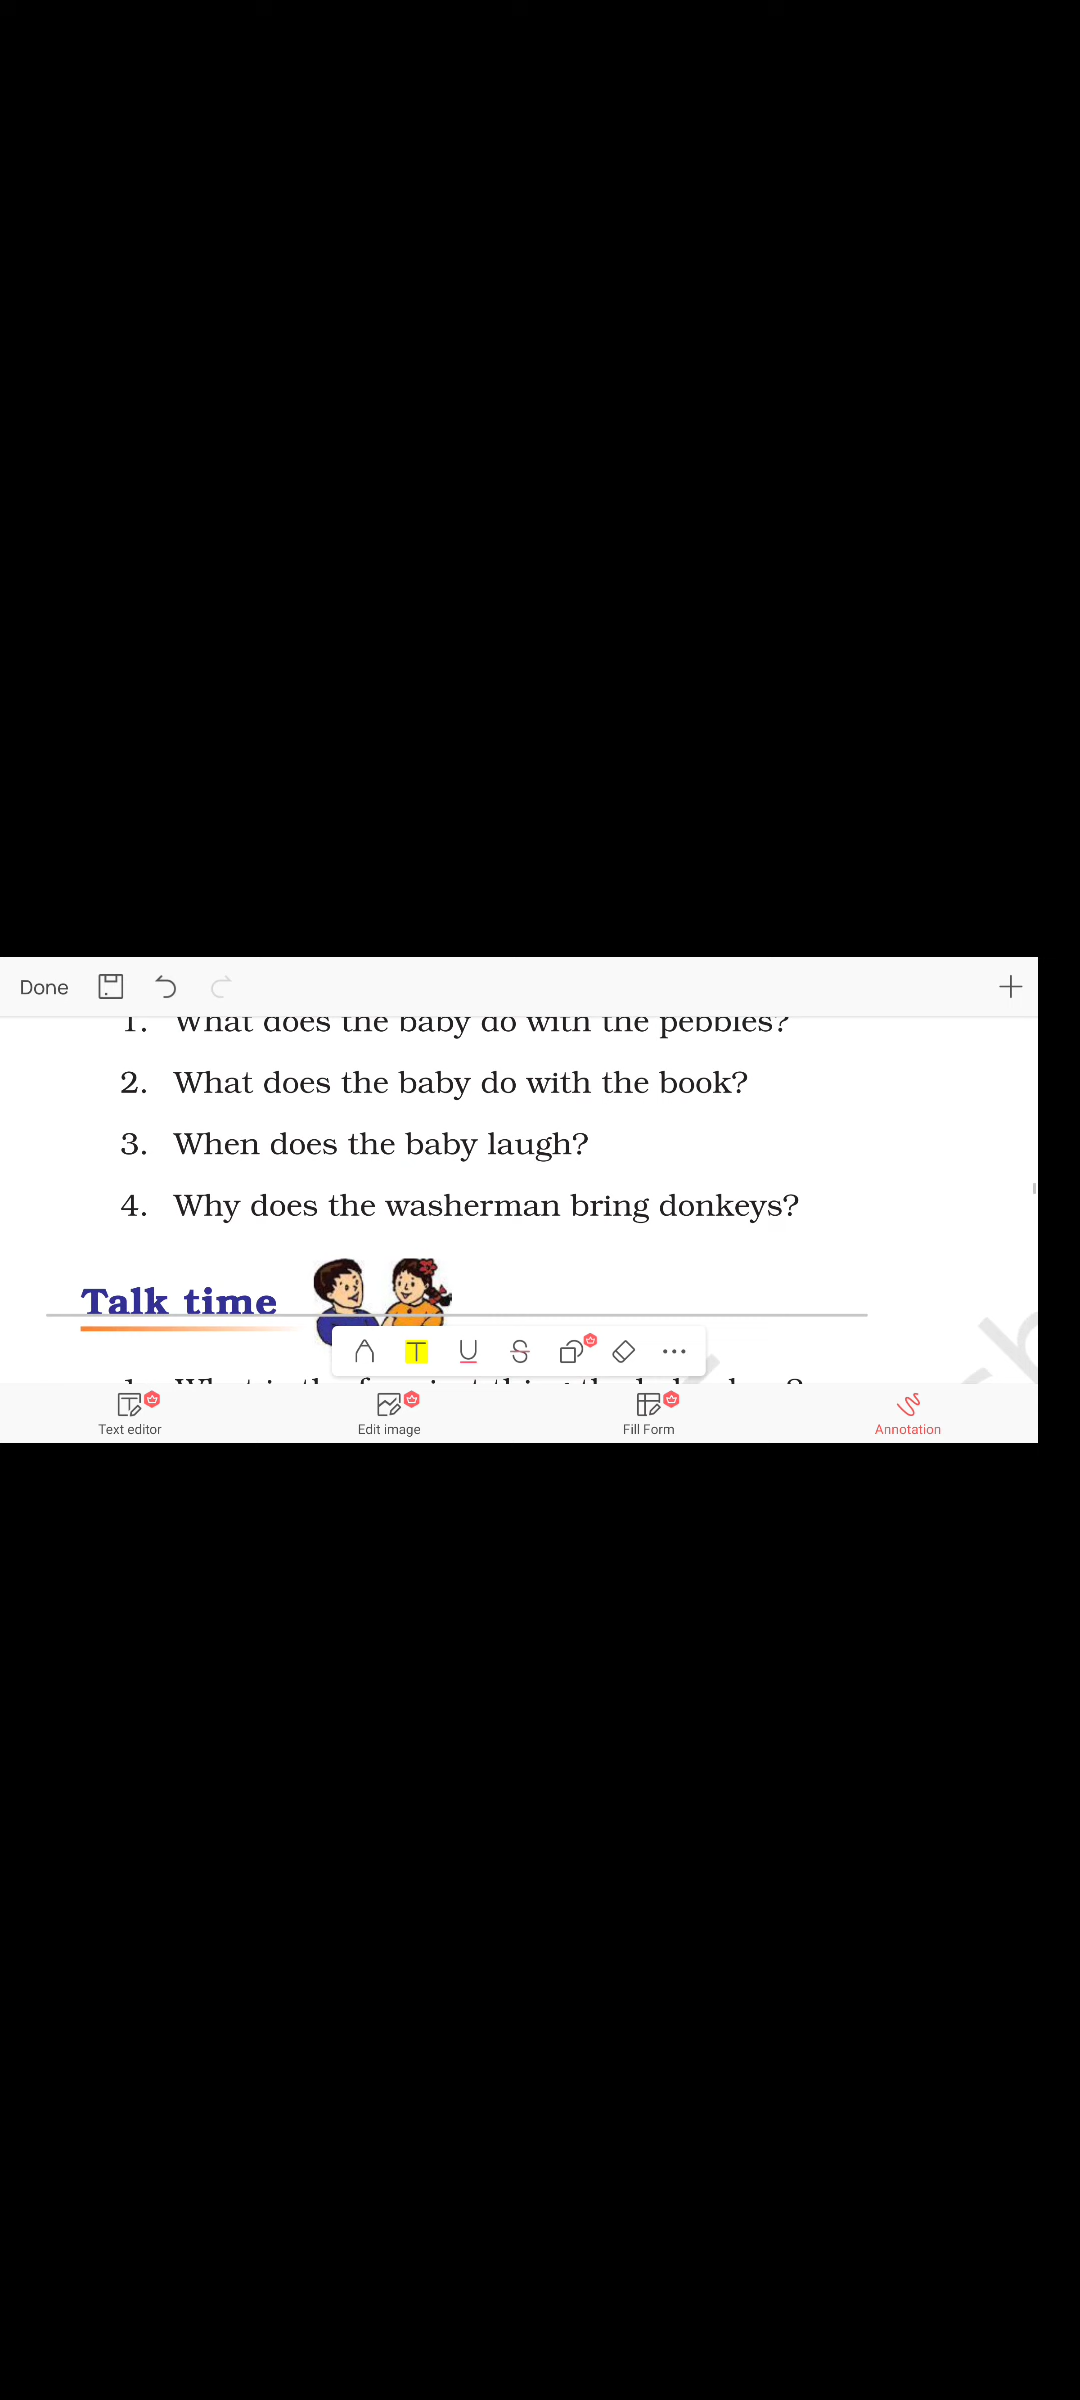 Done
1. What does the baby do with the pebbles?
2. What does the baby do with the book?
3. When does the baby laugh?
4. Why does the washerman bring donkeys?
Talk time
Text editor
Edit image
Fill Form
Annotation